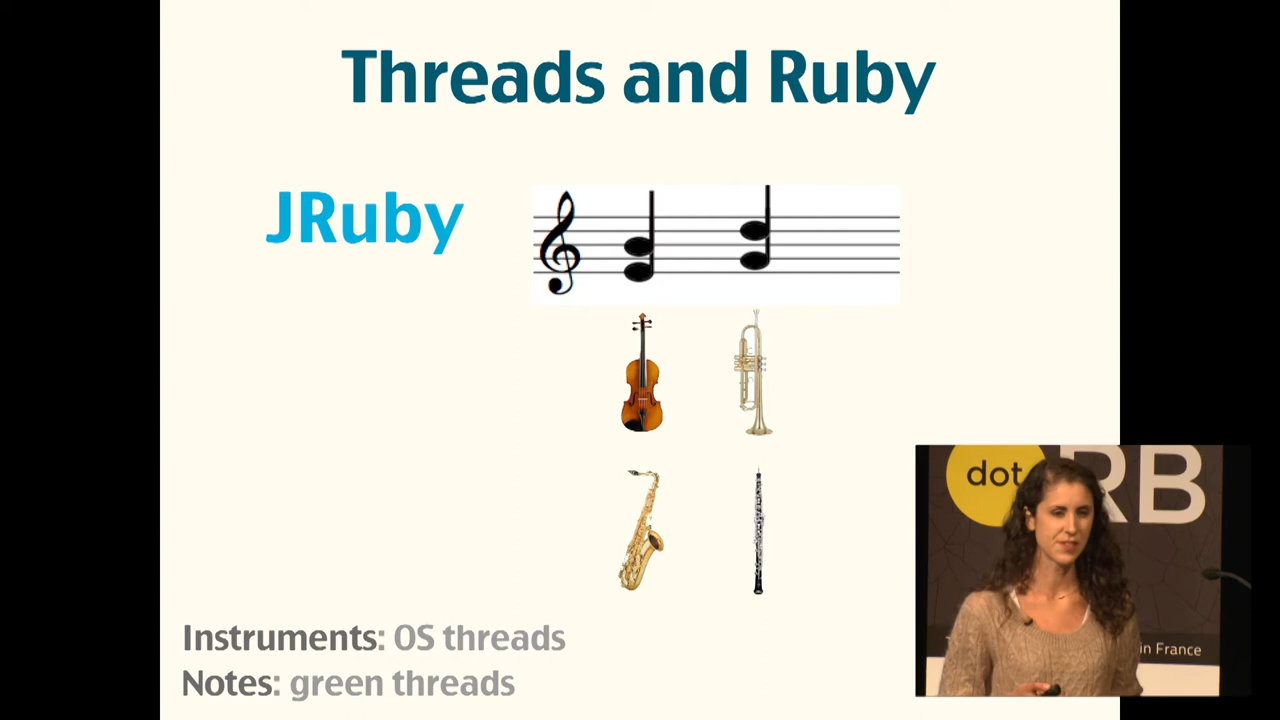 Threads and Ruby
JRuby
Instruments: OS threads
Notes: green threads
dot
RB
in France